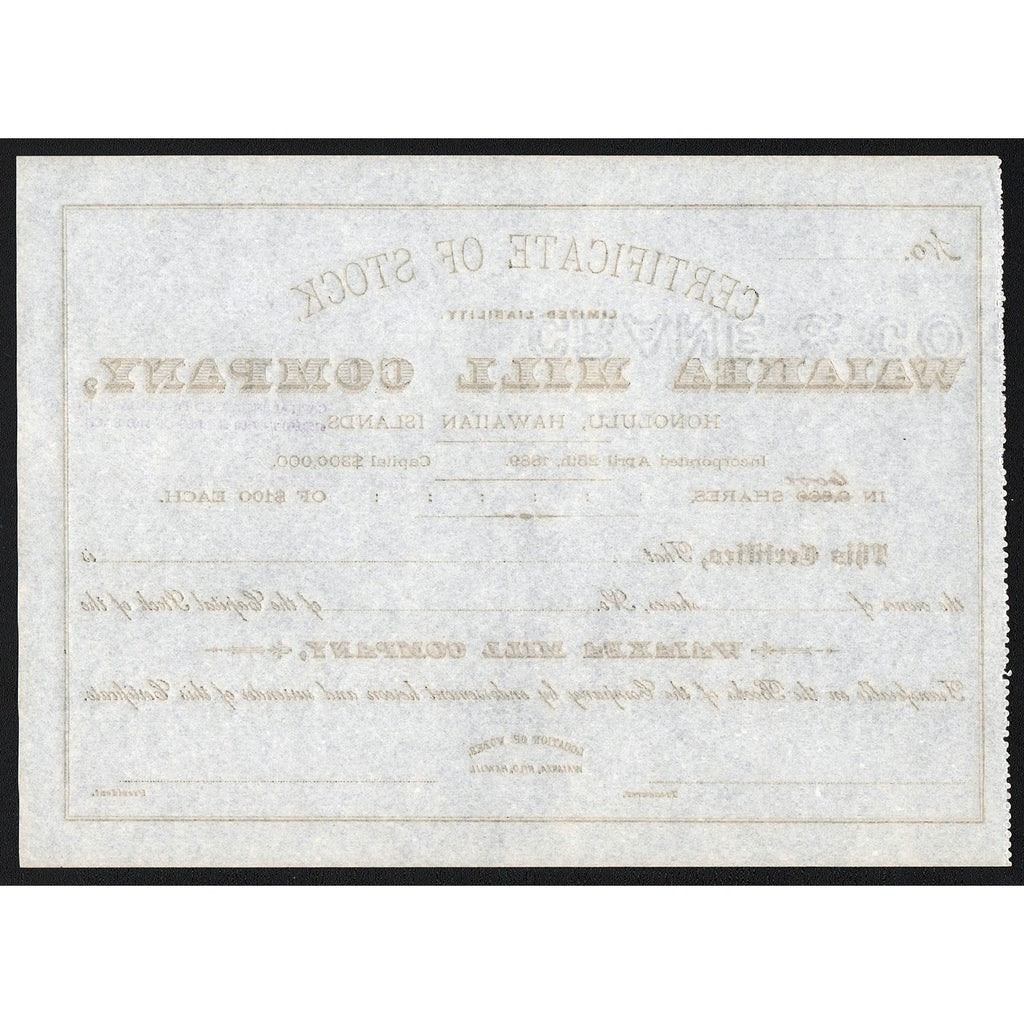 No.
CERTIFICATE OF STOCK
LIMITED LIABILITY.
CRANE & CO
WAIAKEA MILL COMPANY,
HONOLULU, HAWAIIAN ISLANDS.
Incorporated April 26th, 1889. Capital $300,000.
IN SHARES. : : : : : : OF $100 EACH.
This Certifies, That is
the owner of shares, No. of the Capital Stock of the
WAIAKEA MILL COMPANY,
Transferable on the Books of the Company by endorsement hereon and surrender of this Certificate.
LOCATION OF WORKS,
WAIAKEA, HILO, HAWAII.
Treasurer. President.